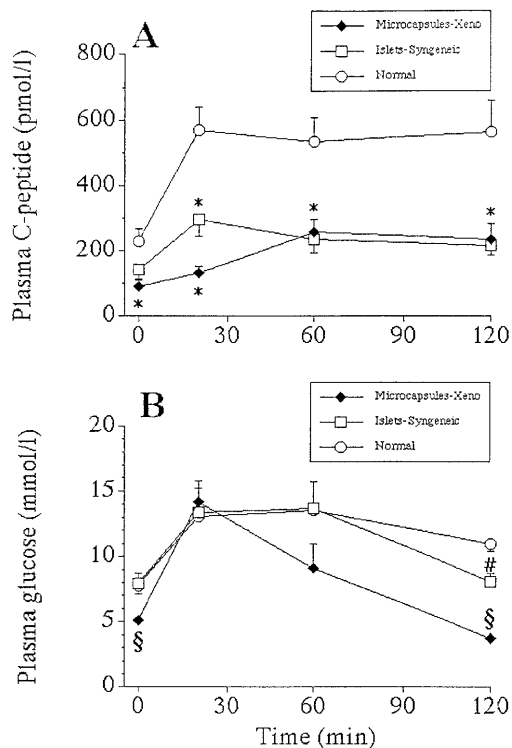 A
Microcapsules-Xeno
Islets-Syngeneic
Normal
Plasma C-peptide (pmol/l)
800
600
400
200
0
*
*
*
*
*
0 30 60 90 120
B
Microcapsules-Xeno
Islets-Syngeneic
Normal
Plasma glucose (mmol/l)
20
15
10
5
0
#
§
§
0 30 60 90 120
Time (min)